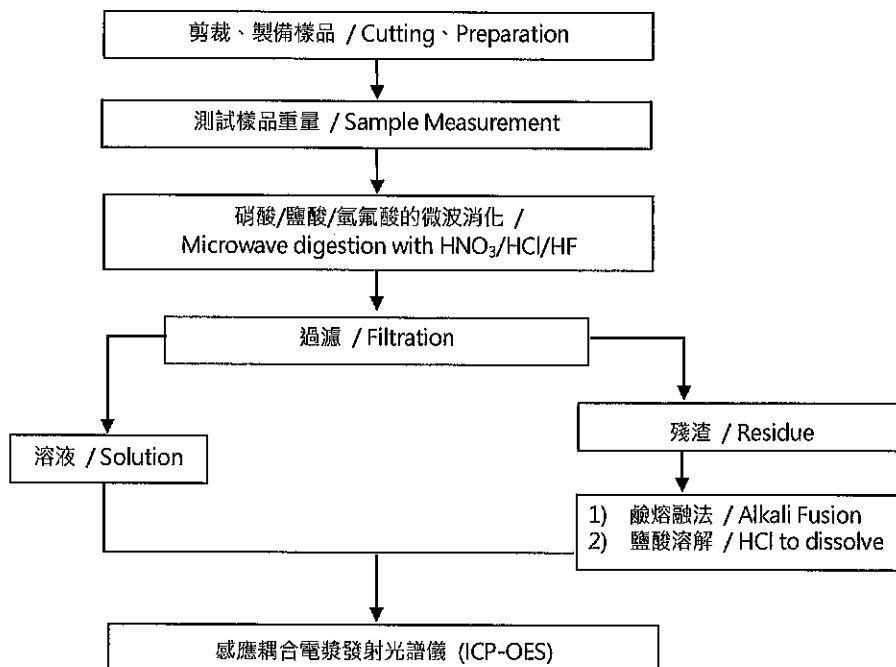 剪裁、製備樣品 / Cutting、Preparation
測試樣品重量 / Sample Measurement
硝酸/鹽酸/氫氟酸的微波消化 /
Microwave digestion with HNO₃/HCl/HF
過濾 / Filtration
溶液 / Solution
殘渣 / Residue
1) 鹼熔融法 / Alkali Fusion
2) 鹽酸溶解 / HCl to dissolve
感應耦合電漿發射光譜儀 (ICP-OES)